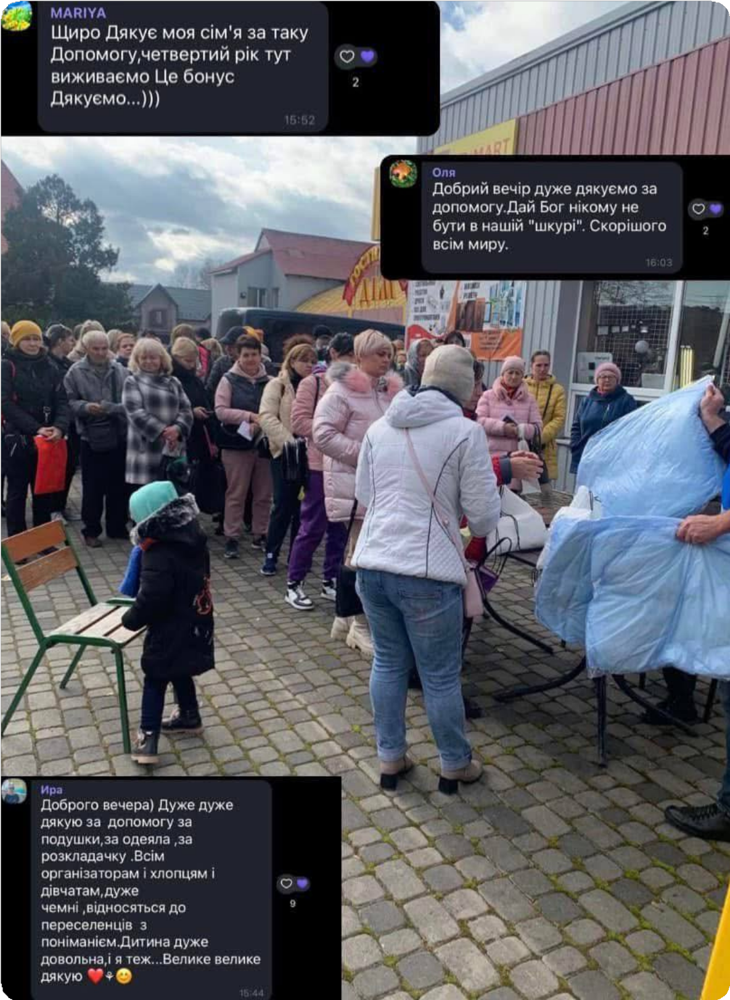 MARIYA
Щиро Дякує моя сім'я за таку
Допомогу,четвертий рік тут
виживаємо Це бонус
Дякуємо...)))
2
15:52
MART
Оля
Добрий вечір дуже дякуємо за
допомогу.Дай Бог нікому не
бути в нашій "шкурі". Скорішого
всім миру.
2
16:03
Ира
Доброго вечера) Дуже дуже
дякую за допомогу за
подушки,за одеяла ,за
розкладачку .Всім
організаторам і хлопцям і
дівчатам,дуже
чемні ,відносяться до
переселенців з
поніманієм.Дитина дуже
довольна,і я теж...Велике велике
дякую ❤️⚘😊
9
15:44